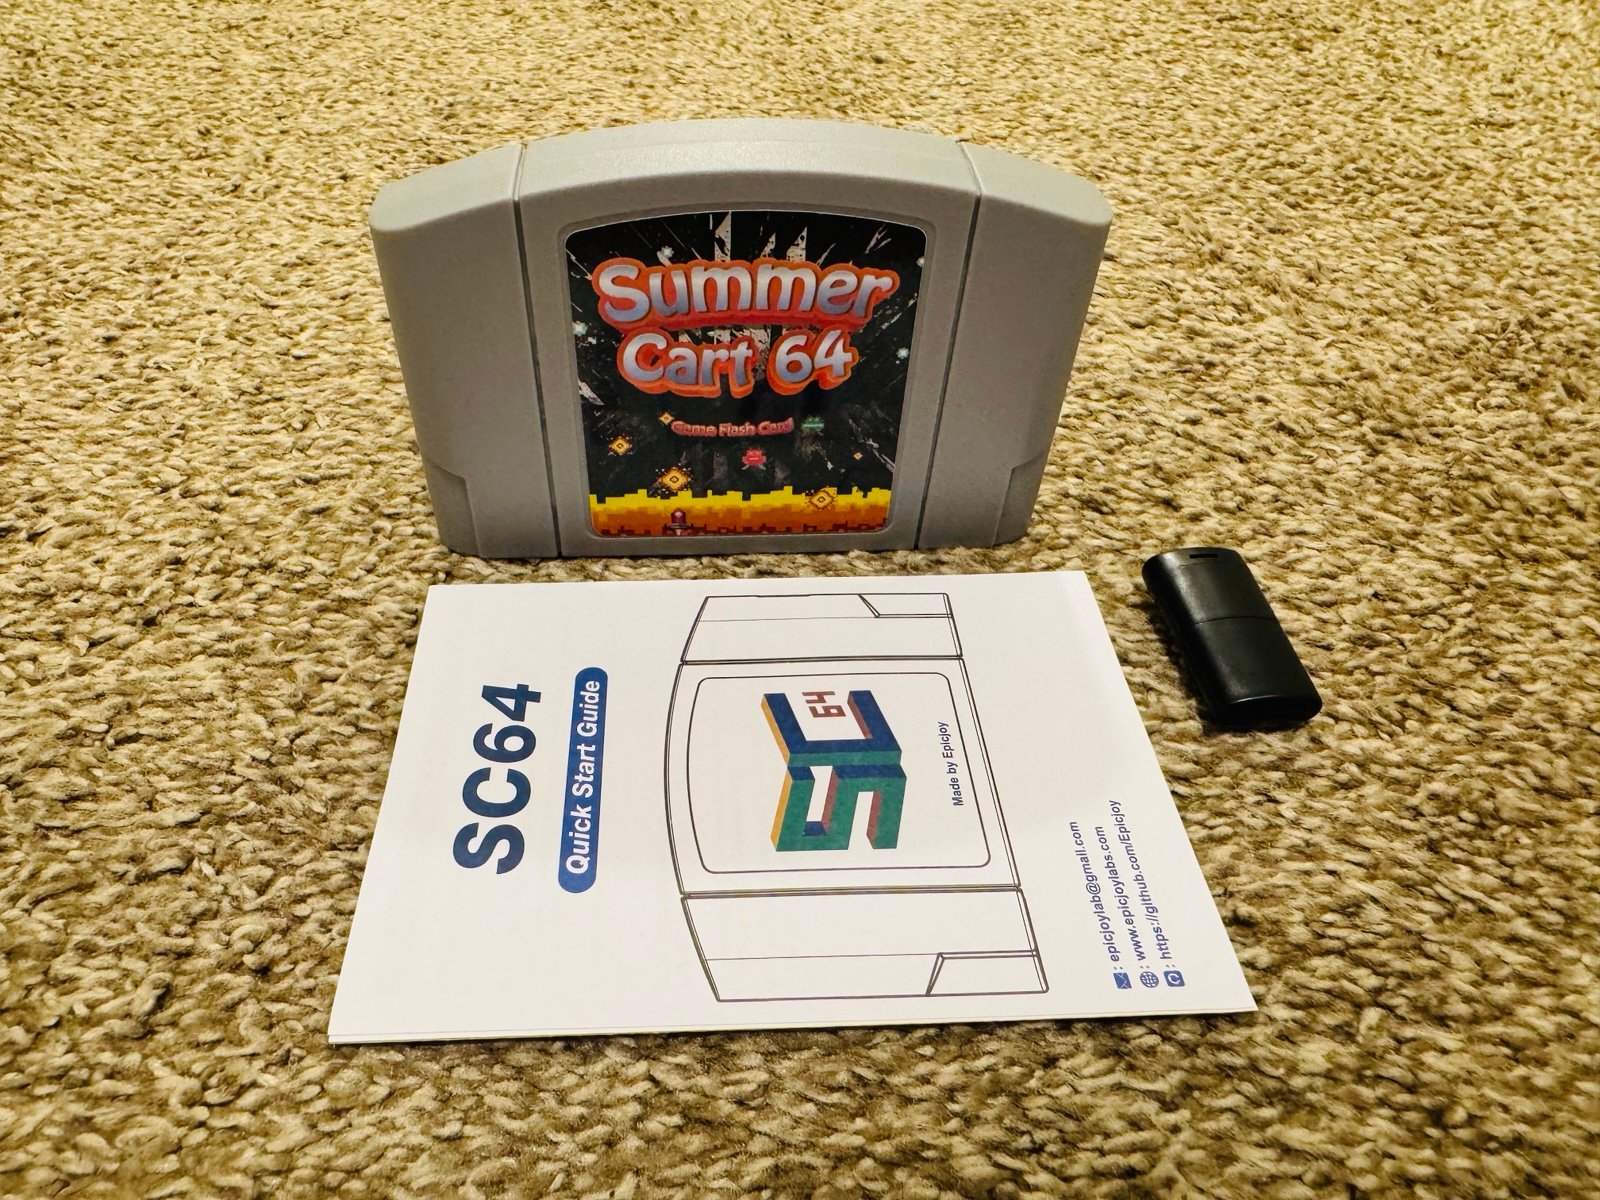 Summer
Cart 64
Game Flash Card
SC64
Quick Start Guide
SC
64
Made by Epicjoy
: epicjoylab@gmail.com
: www.epicjoylabs.com
: https://github.com/Epicjoy